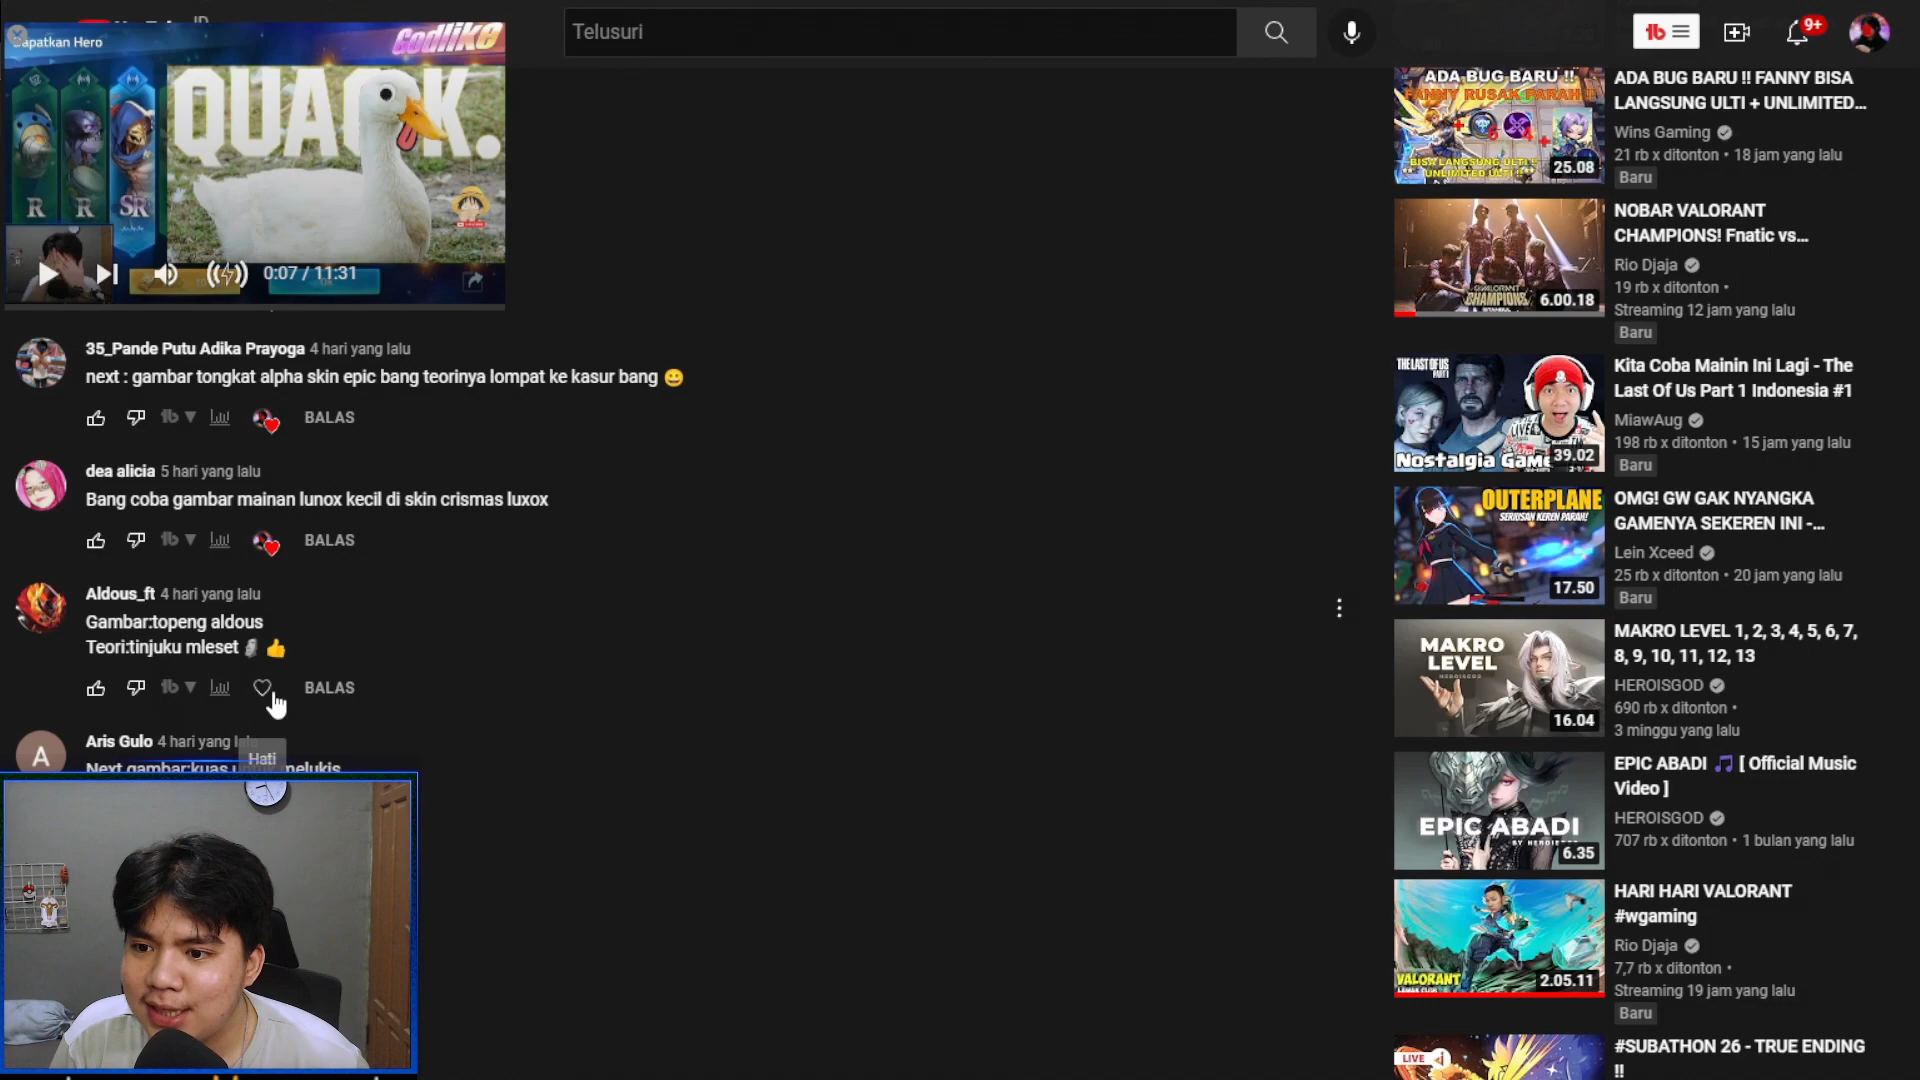 Telusuri
9+
Dapatkan Hero
Godlike
QUACK.
R
R
SR
0:07 / 11:31
35_Pande Putu Adika Prayoga 4 hari yang lalu
next : gambar tongkat alpha skin epic bang teorinya lompat ke kasur bang 😀
BALAS
dea alicia 5 hari yang lalu
Bang coba gambar mainan lunox kecil di skin crismas luxox
BALAS
Aldous_ft 4 hari yang lalu
Gambar:topeng aldous
Teori:tinjuku mleset 🗿 👍
BALAS
A
Aris Gulo 4 hari yang lalu
Hati
Next gambar:kuas untuk melukis
ADA BUG BARU !!
FANNY RUSAK PARAH !!
BISA LANGSUNG ULTI !!
UNLIMITED ULTI !!
25.08
ADA BUG BARU !! FANNY BISA
LANGSUNG ULTI + UNLIMITED...
Wins Gaming
21 rb x ditonton • 18 jam yang lalu
Baru
CHAMPIONS
6.00.18
NOBAR VALORANT
CHAMPIONS! Fnatic vs...
Rio Djaja
19 rb x ditonton •
Streaming 12 jam yang lalu
Baru
THE LAST OF US
PART I
Nostalgia Game
39.02
Kita Coba Mainin Ini Lagi - The
Last Of Us Part 1 Indonesia #1
MiawAug
198 rb x ditonton • 15 jam yang lalu
Baru
OUTERPLANE
SERIUSAN KEREN PARAH!
17.50
OMG! GW GAK NYANGKA
GAMENYA SEKEREN INI -...
Lein Xceed
25 rb x ditonton • 20 jam yang lalu
Baru
MAKRO
LEVEL
HEROISGOD
16.04
MAKRO LEVEL 1, 2, 3, 4, 5, 6, 7,
8, 9, 10, 11, 12, 13
HEROISGOD
690 rb x ditonton •
3 minggu yang lalu
EPIC ABADI
BY HEROISGOD
6.35
EPIC ABADI 🎵 [ Official Music
Video ]
HEROISGOD
707 rb x ditonton • 1 bulan yang lalu
VALORANT
2.05.11
HARI HARI VALORANT
#wgaming
Rio Djaja
7,7 rb x ditonton •
Streaming 19 jam yang lalu
Baru
LIVE
#SUBATHON 26 - TRUE ENDING
!!